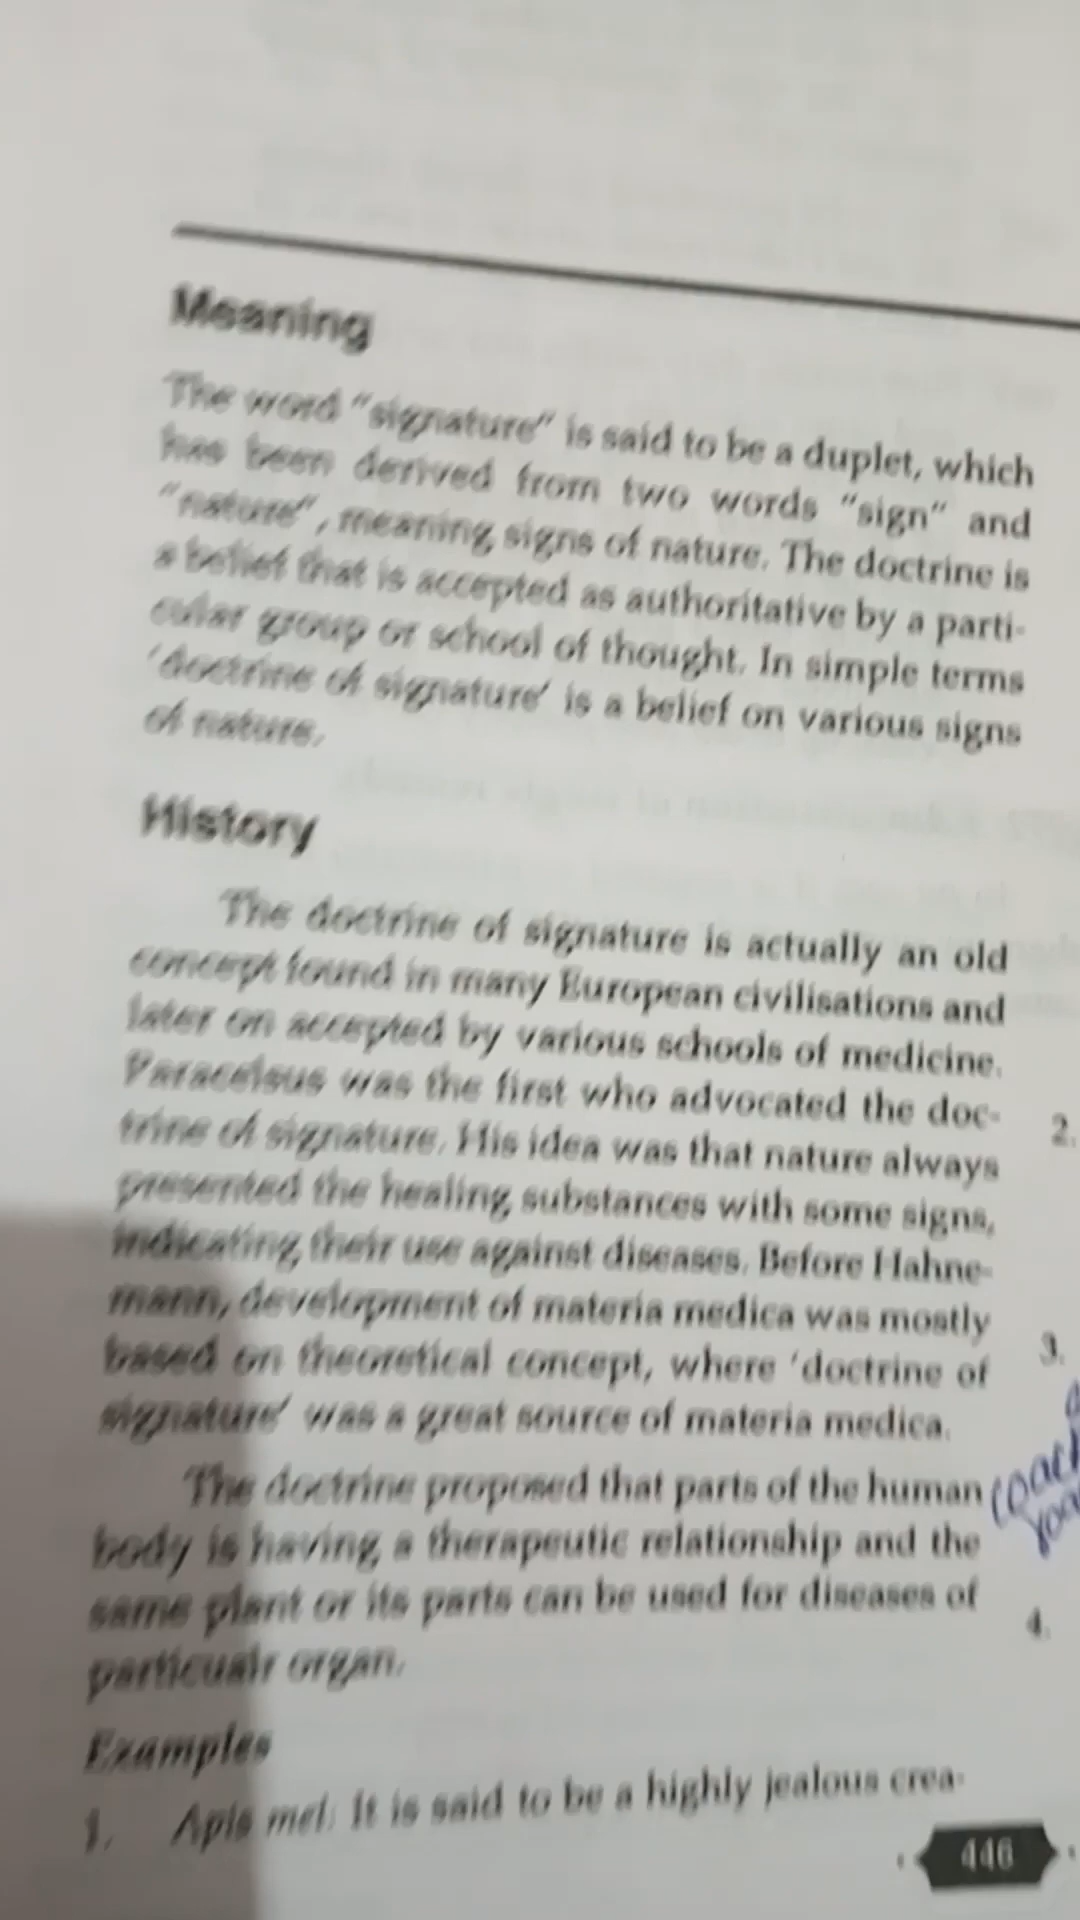 Meaning
The word "signature" is said to be a duplet, which
has been derived from two words "sign" and
"nature", meaning signs of nature. The doctrine is
a belief that is accepted as authoritative by a parti-
cular group or school of thought. In simple terms
'doctrine of signature' is a belief on various signs
of nature.
History
The doctrine of signature is actually an old
concept found in many European civilisations and
later on accepted by various schools of medicine.
Paracelsus was the first who advocated the doc-
trine of signature. His idea was that nature always
presented the healing substances with some signs,
indicating their use against diseases. Before Hahne-
mann, development of materia medica was mostly
based on theoretical concept, where 'doctrine of
signature' was a great source of materia medica.
The doctrine proposed that parts of the human
body is having a therapeutic relationship and the
same plant or its parts can be used for diseases of
particualr organ.
Examples
1. Apis mel. It is said to be a highly jealous crea-
446
2.
3.
4.